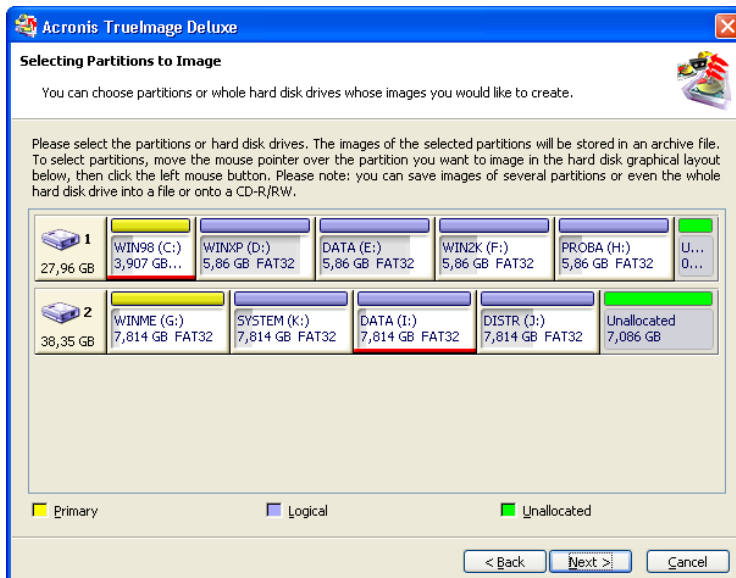 Acronis TrueImage Deluxe
Selecting Partitions to Image
You can choose partitions or whole hard disk drives whose images you would like to create.
Please select the partitions or hard disk drives. The images of the selected partitions will be stored in an archive file.
To select partitions, move the mouse pointer over the partition you want to image in the hard disk graphical layout
below, then click the left mouse button. Please note: you can save images of several partitions or even the whole
hard disk drive into a file or onto a CD-R/RW.
1
27,96 GB
WIN98 (C:)
3,907 GB...
WINXP (D:)
5,86 GB FAT32
DATA (E:)
5,86 GB FAT32
WIN2K (F:)
5,86 GB FAT32
PROBA (H:)
5,86 GB FAT32
U...
0...
2
38,35 GB
WINME (G:)
7,814 GB FAT32
SYSTEM (K:)
7,814 GB FAT32
DATA (I:)
7,814 GB FAT32
DISTR (J:)
7,814 GB FAT32
Unallocated
7,086 GB
Primary
Logical
Unallocated
< Back
Next >
Cancel